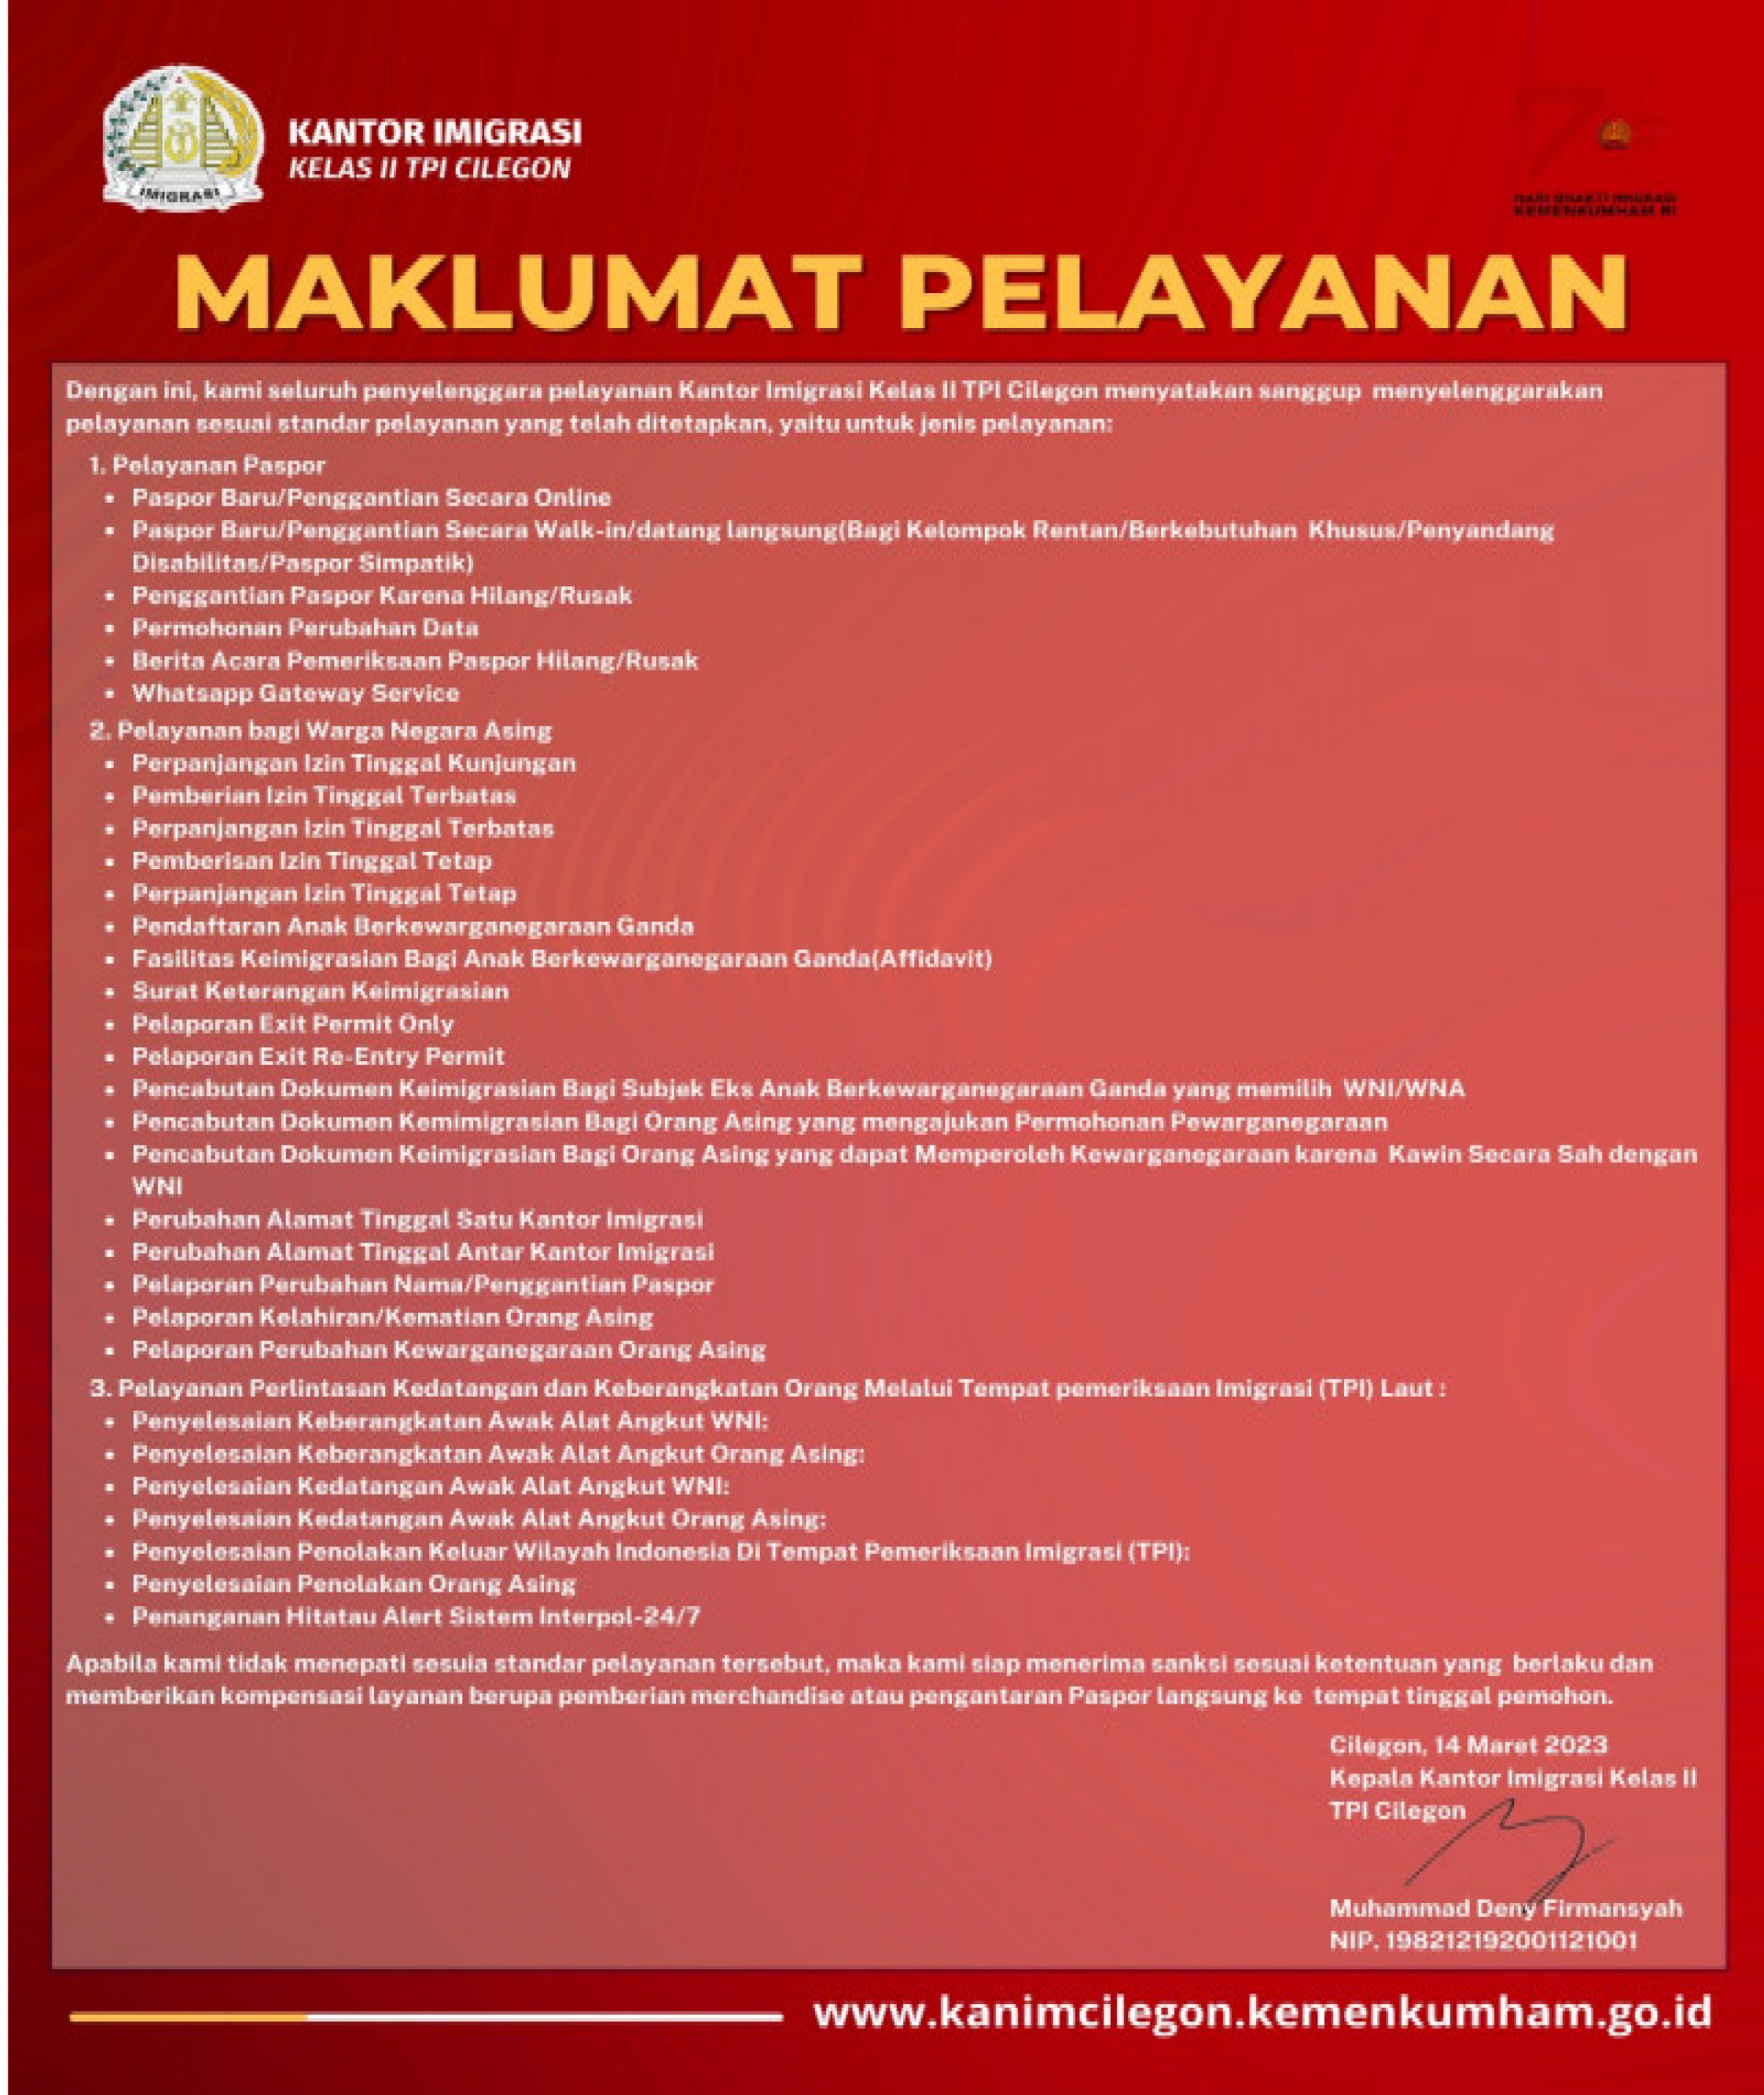 IMIGRASI
KANTOR IMIGRASI
KELAS II TPI CILEGON
HARI BHAKTI IMIGRASI
KEMENKUMHAM RI
MAKLUMAT PELAYANAN
Dengan ini, kami seluruh penyelenggara pelayanan Kantor Imigrasi Kelas II TPI Cilegon menyatakan sanggup menyelenggarakan
pelayanan sesuai standar pelayanan yang telah ditetapkan, yaitu untuk jenis pelayanan:
1. Pelayanan Paspor
• Paspor Baru/Penggantian Secara Online
• Paspor Baru/Penggantian Secara Walk-in/datang langsung(Bagi Kelompok Rentan/Berkebutuhan Khusus/Penyandang
Disabilitas/Paspor Simpatik)
• Penggantian Paspor Karena Hilang/Rusak
• Permohonan Perubahan Data
• Berita Acara Pemeriksaan Paspor Hilang/Rusak
• Whatsapp Gateway Service
2. Pelayanan bagi Warga Negara Asing
• Perpanjangan Izin Tinggal Kunjungan
• Pemberian Izin Tinggal Terbatas
• Perpanjangan Izin Tinggal Terbatas
• Pemberisan Izin Tinggal Tetap
• Perpanjangan Izin Tinggal Tetap
• Pendaftaran Anak Berkewarganegaraan Ganda
• Fasilitas Keimigrasian Bagi Anak Berkewarganegaraan Ganda(Affidavit)
• Surat Keterangan Keimigrasian
• Pelaporan Exit Permit Only
• Pelaporan Exit Re-Entry Permit
• Pencabutan Dokumen Keimigrasian Bagi Subjek Eks Anak Berkewarganegaraan Ganda yang memilih WNI/WNA
• Pencabutan Dokumen Kemimigrasian Bagi Orang Asing yang mengajukan Permohonan Pewarganegaraan
• Pencabutan Dokumen Keimigrasian Bagi Orang Asing yang dapat Memperoleh Kewarganegaraan karena Kawin Secara Sah dengan
WNI
• Perubahan Alamat Tinggal Satu Kantor Imigrasi
• Perubahan Alamat Tinggal Antar Kantor Imigrasi
• Pelaporan Perubahan Nama/Penggantian Paspor
• Pelaporan Kelahiran/Kematian Orang Asing
• Pelaporan Perubahan Kewarganegaraan Orang Asing
3. Pelayanan Perlintasan Kedatangan dan Keberangkatan Orang Melalui Tempat pemeriksaan Imigrasi (TPI) Laut :
• Penyelesaian Keberangkatan Awak Alat Angkut WNI:
• Penyelesaian Keberangkatan Awak Alat Angkut Orang Asing:
• Penyelesaian Kedatangan Awak Alat Angkut WNI:
• Penyelesaian Kedatangan Awak Alat Angkut Orang Asing:
• Penyelesaian Penolakan Keluar Wilayah Indonesia Di Tempat Pemeriksaan Imigrasi (TPI):
• Penyelesaian Penolakan Orang Asing
• Penanganan Hitatau Alert Sistem Interpol-24/7
Apabila kami tidak menepati sesuia standar pelayanan tersebut, maka kami siap menerima sanksi sesuai ketentuan yang berlaku dan
memberikan kompensasi layanan berupa pemberian merchandise atau pengantaran Paspor langsung ke tempat tinggal pemohon.
Cilegon, 14 Maret 2023
Kepala Kantor Imigrasi Kelas II
TPI Cilegon
Muhammad Deny Firmansyah
NIP. 198212192001121001
www.kanimcilegon.kemenkumham.go.id